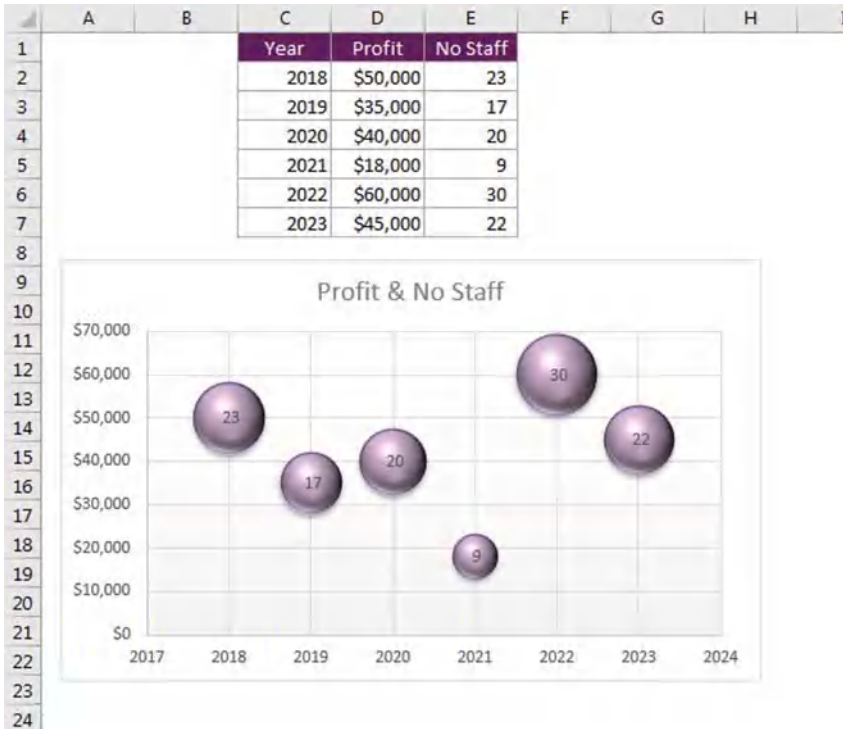 A B C D E F G H
1 Year Profit No Staff
2 2018 $50,000 23
3 2019 $35,000 17
4 2020 $40,000 20
5 2021 $18,000 9
6 2022 $60,000 30
7 2023 $45,000 22
8
9 Profit & No Staff
10
11 $70,000
12 $60,000 30
13 $50,000 23
14 22
15 $40,000 20
16 17
17 $30,000
18 $20,000 9
19
20 $10,000
21 $0
22 2017 2018 2019 2020 2021 2022 2023 2024
23
24